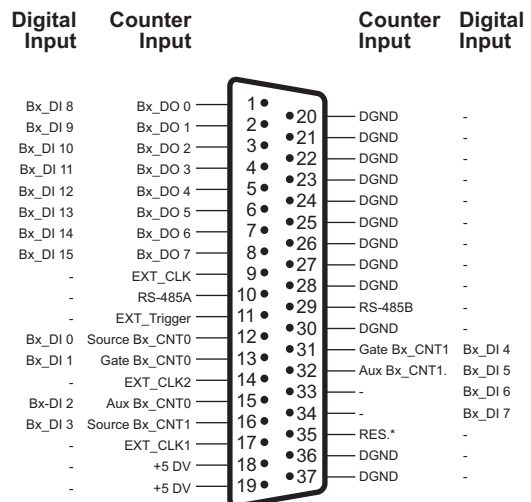 Digital Input Counter Input Counter Input Digital Input
Bx_DI 8 Bx_DO 0 1
20 DGND -
Bx_DI 9 Bx_DO 1 2
21 DGND -
Bx_DI 10 Bx_DO 2 3
22 DGND -
Bx_DI 11 Bx_DO 3 4
23 DGND -
Bx_DI 12 Bx_DO 4 5
24 DGND -
Bx_DI 13 Bx_DO 5 6
25 DGND -
Bx_DI 14 Bx_DO 6 7
26 DGND -
Bx_DI 15 Bx_DO 7 8
27 DGND -
- EXT_CLK 9
28 DGND -
- RS-485A 10
29 RS-485B -
- EXT_Trigger 11
30 DGND -
Bx_DI 0 Source Bx_CNT0 12
31 Gate Bx_CNT1 Bx_DI 4
Bx_DI 1 Gate Bx_CNT0 13
32 Aux Bx_CNT1. Bx_DI 5
- EXT_CLK2 14
33 - Bx_DI 6
Bx-DI 2 Aux Bx_CNT0 15
34 - Bx_DI 7
Bx_DI 3 Source Bx_CNT1 16
35 RES.* -
- EXT_CLK1 17
36 DGND -
- +5 DV 18
37 DGND -
- +5 DV 19